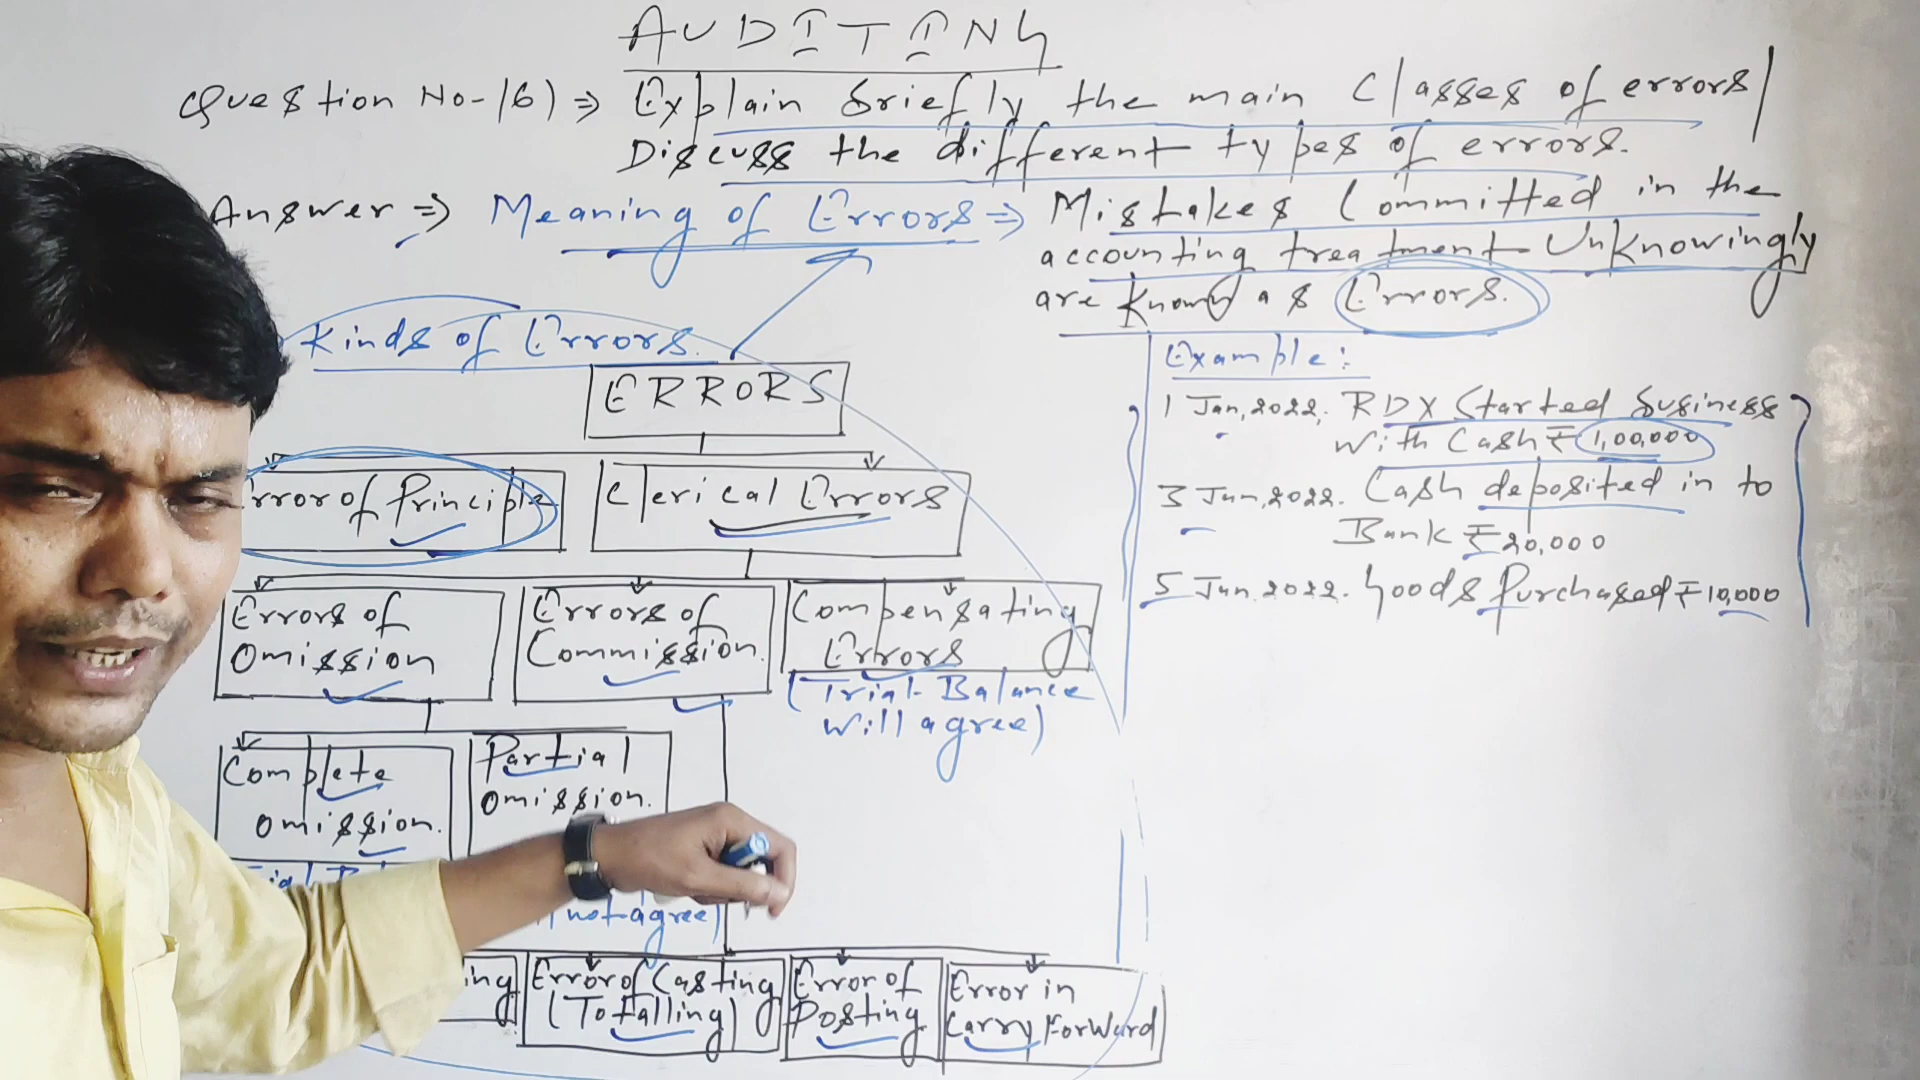 AUDITING
Question No-16) ⇒ Explain briefly the main classes of errors/
Discuss the different types of errors.
Answer ⇒ Meaning of Errors ⇒ Mistakes Committed in the
accounting treatment Unknowingly
are known as Errors.
Kinds of Errors.
ERRORS
Error of Principle
Clerical Errors
Errors of
Omission
Errors of
Commission.
Compensating
Errors
(Trial Balance
will agree)
Complete
omission.
Partial
omission.
not agree)
ing
Error of Casting
(Totalling)
Error of
Posting
Error in
Carry Forward
Example:
1 Jan, 2022. RDX Started business
with Cash ₹ 1,00,000
3 Jan, 2022. Cash deposited in to
Bank ₹ 20,000
5 Jan, 2022. Goods Purchased ₹ 10,000